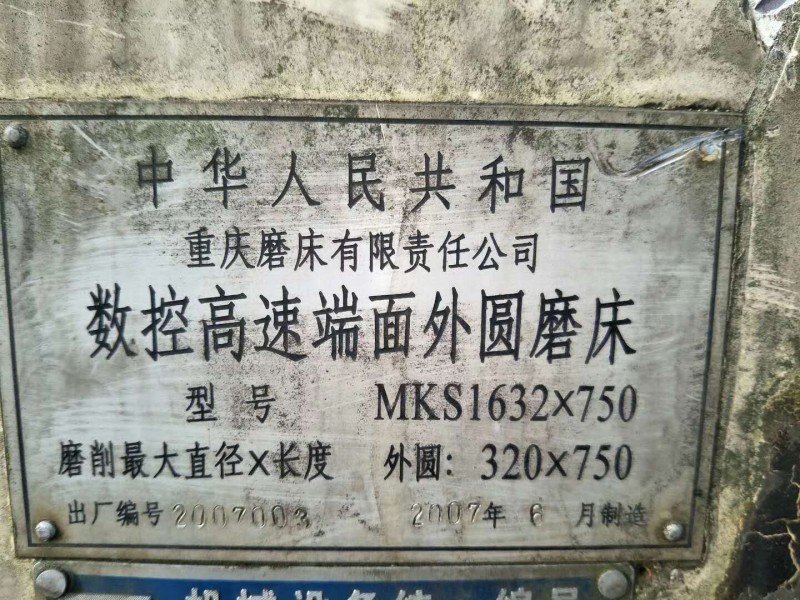 中华人民共和国
重庆磨床有限责任公司
数控高速端面外圆磨床
型号 MKS1632×750
磨削最大直径×长度 外圆：320×750
出厂编号 2007003 2007年 6 月制造